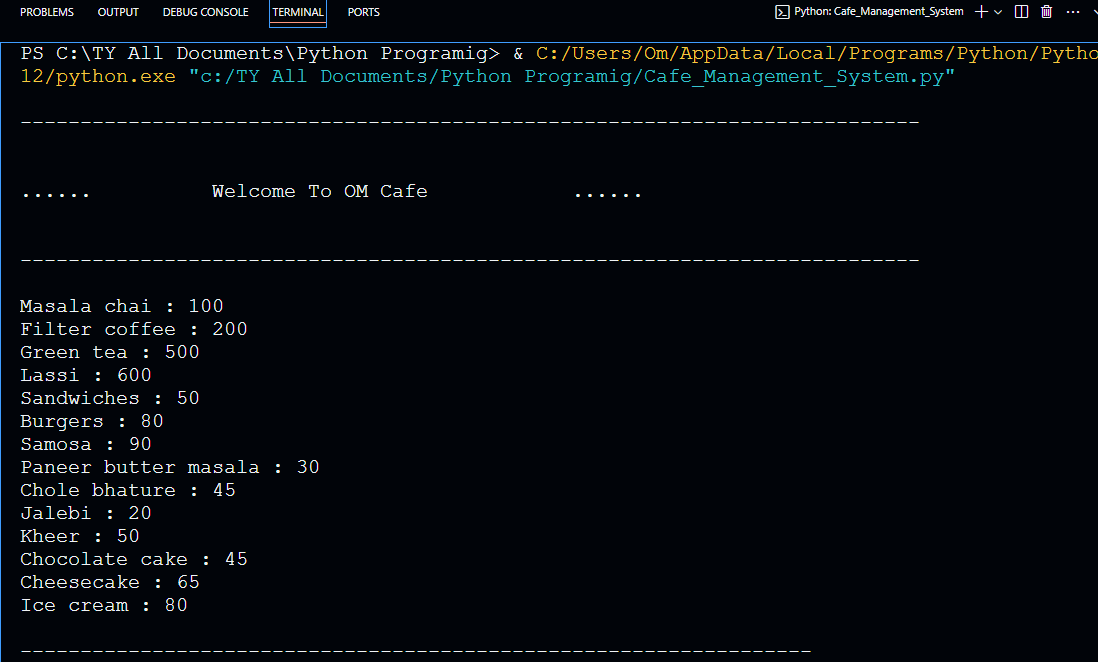 PROBLEMS OUTPUT DEBUG CONSOLE TERMINAL PORTS Python: Cafe_Management_System
PS C:\TY All Documents\Python Programig> & C:/Users/Om/AppData/Local/Programs/Python/Pytho
12/python.exe "c:/TY All Documents/Python Programig/Cafe_Management_System.py"
---------------------------------------------------------------------------
...... Welcome To OM Cafe ......
---------------------------------------------------------------------------
Masala chai : 100
Filter coffee : 200
Green tea : 500
Lassi : 600
Sandwiches : 50
Burgers : 80
Samosa : 90
Paneer butter masala : 30
Chole bhature : 45
Jalebi : 20
Kheer : 50
Chocolate cake : 45
Cheesecake : 65
Ice cream : 80
------------------------------------------------------------------